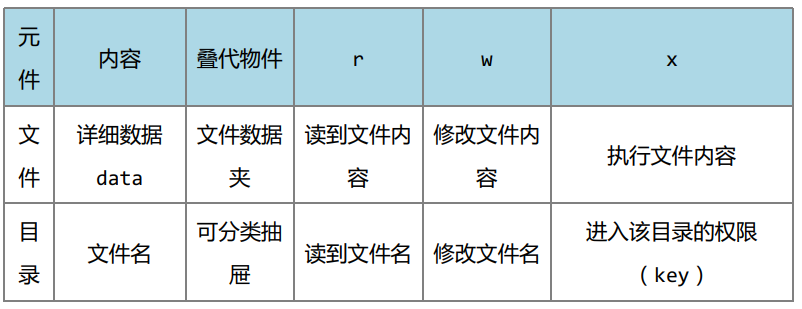 元件 内容 叠代物件 r w x
文件 详细数据 data 文件数据夹 读到文件内容 修改文件内容 执行文件内容
目录 文件名 可分类抽屉 读到文件名 修改文件名 进入该目录的权限 (key)